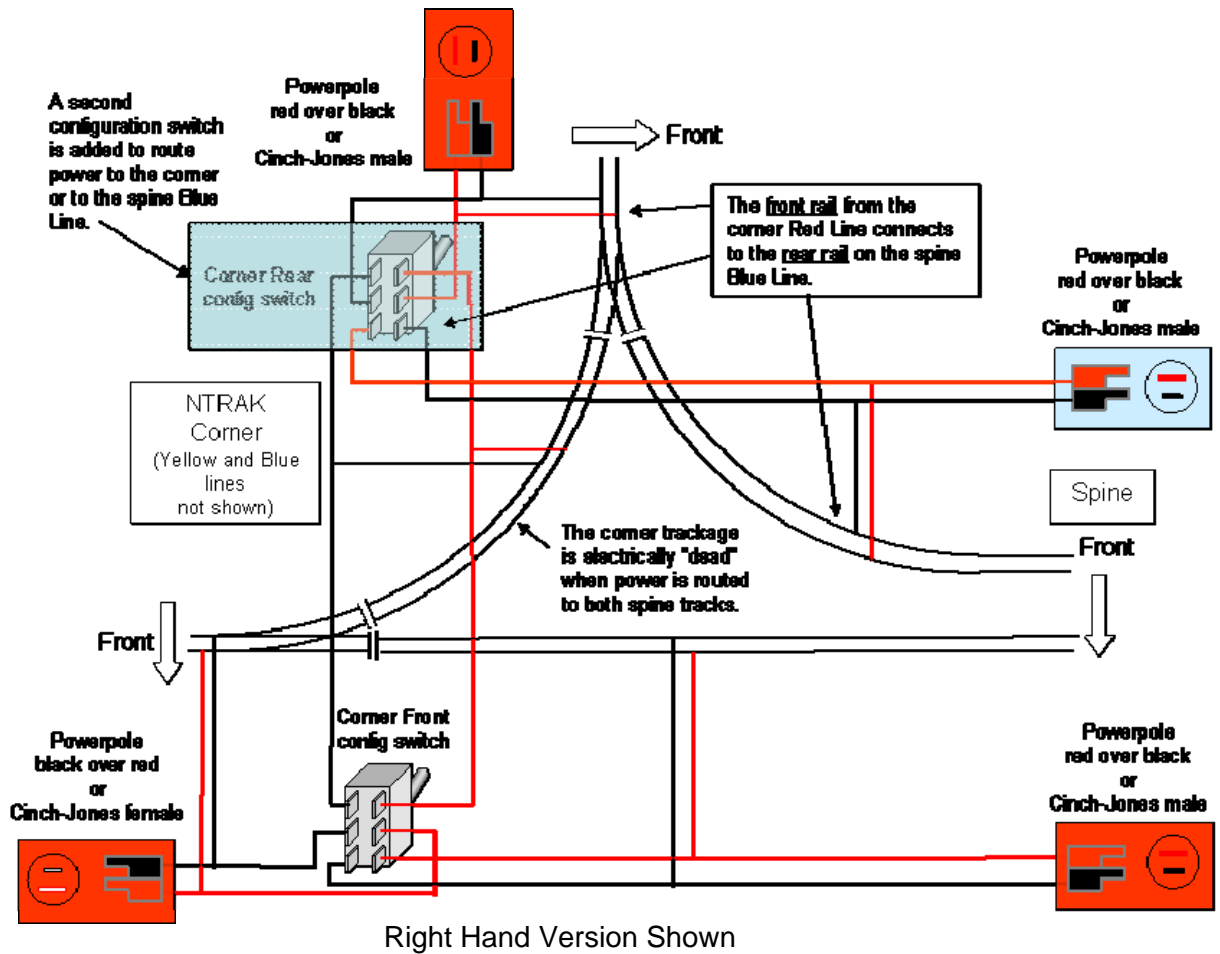 Powerpole
red over black
or
Cinch-Jones male
A second
configuration switch
is added to route
power to the corner
or to the spine Blue
Line.
Front
The front rail from the
corner Red Line connects
to the rear rail on the spine
Blue Line.
Corner Rear
config switch
Powerpole
red over black
or
Cinch-Jones male
NTRAK
Corner
(Yellow and Blue
lines
not shown)
Spine
The corner trackage
is electrically "dead"
when power is routed
to both spine tracks.
Front
Front
Corner Front
config switch
Powerpole
black over red
or
Cinch-Jones female
Powerpole
red over black
or
Cinch-Jones male
Right Hand Version Shown